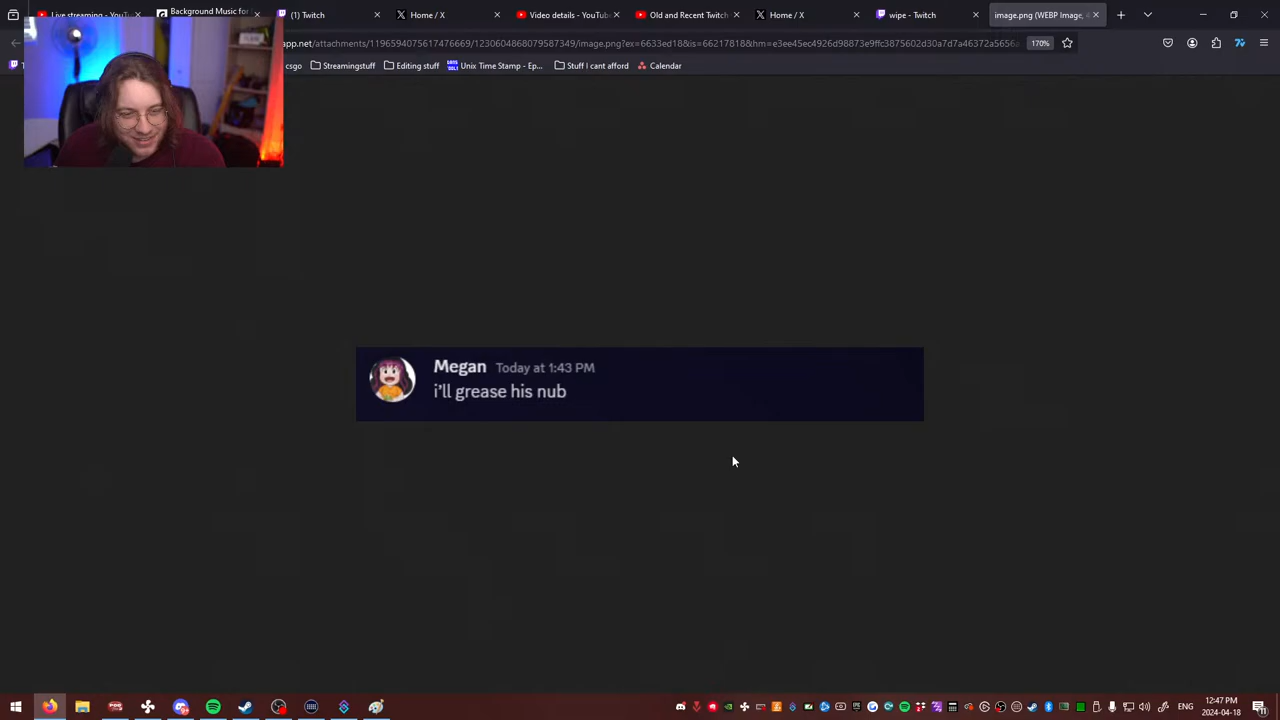 Live streaming - YouTu
Background Music for
(1) Twitch
Home / X
Video details - YouTube
Old and Recent Twitch
Home / X
wipe - Twitch
image.png (WEBP Image,
170%
csgo
Streamingstuff
Editing stuff
Unix Time Stamp - Ep...
Stuff I cant afford
Calendar
Megan Today at 1:43 PM
i'll grease his nub
ENG
12:47 PM
2024-04-18